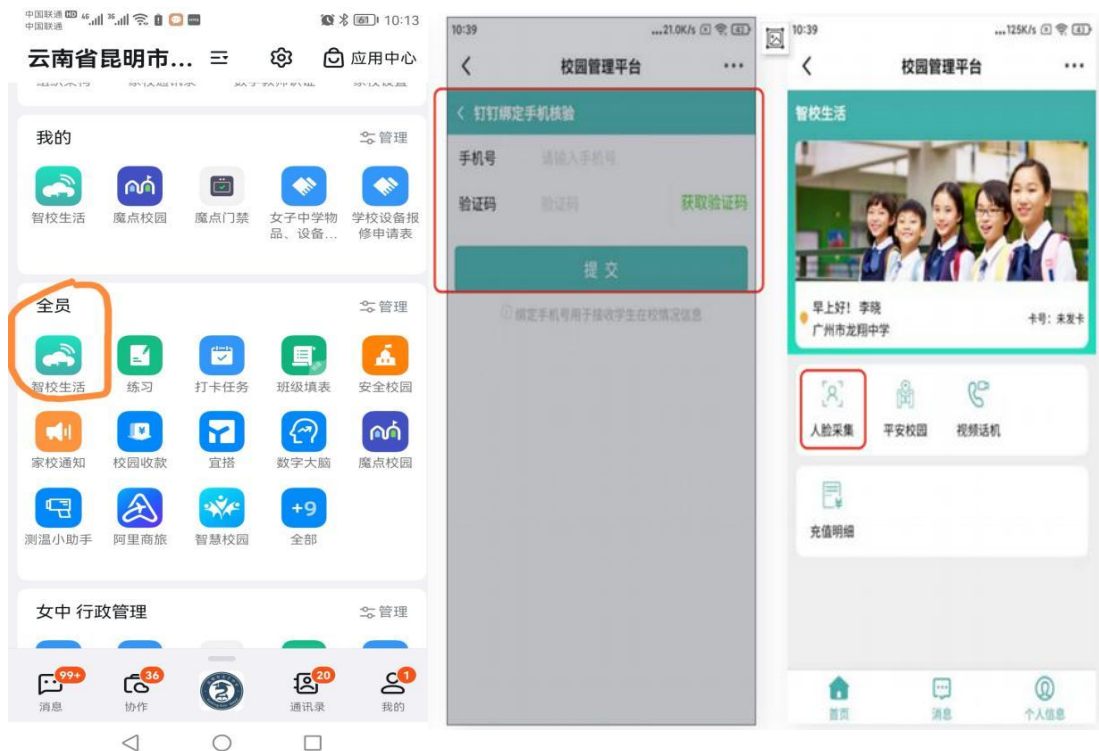 中国联通 HD 46 36 61 10:13
中国联通
云南省昆明市... 应用中心
我的 管理
智校生活 魔点校园 魔点门禁 女子中学物品、设备... 学校设备报修申请表
全员 管理
智校生活 练习 打卡任务 班级填表 安全校园
家校通知 校园收款 宜搭 数字大脑 魔点校园
+9
测温小助手 阿里商旅 智慧校园 全部
女中 行政管理 管理
99+ 36 20 1
消息 协作 通讯录 我的
10:39 ...21.0K/s 43
校园管理平台 ...
钉钉绑定手机核验
手机号 请输入手机号
验证码 验证码 获取验证码
提交
绑定手机号用于接收学生在校情况信息
10:39 ...125K/s 43
校园管理平台 ...
智校生活
早上好! 李晓
广州市龙翔中学 卡号: 未发卡
人脸采集 平安校园 视频话机
充值明细
首页 消息 个人信息